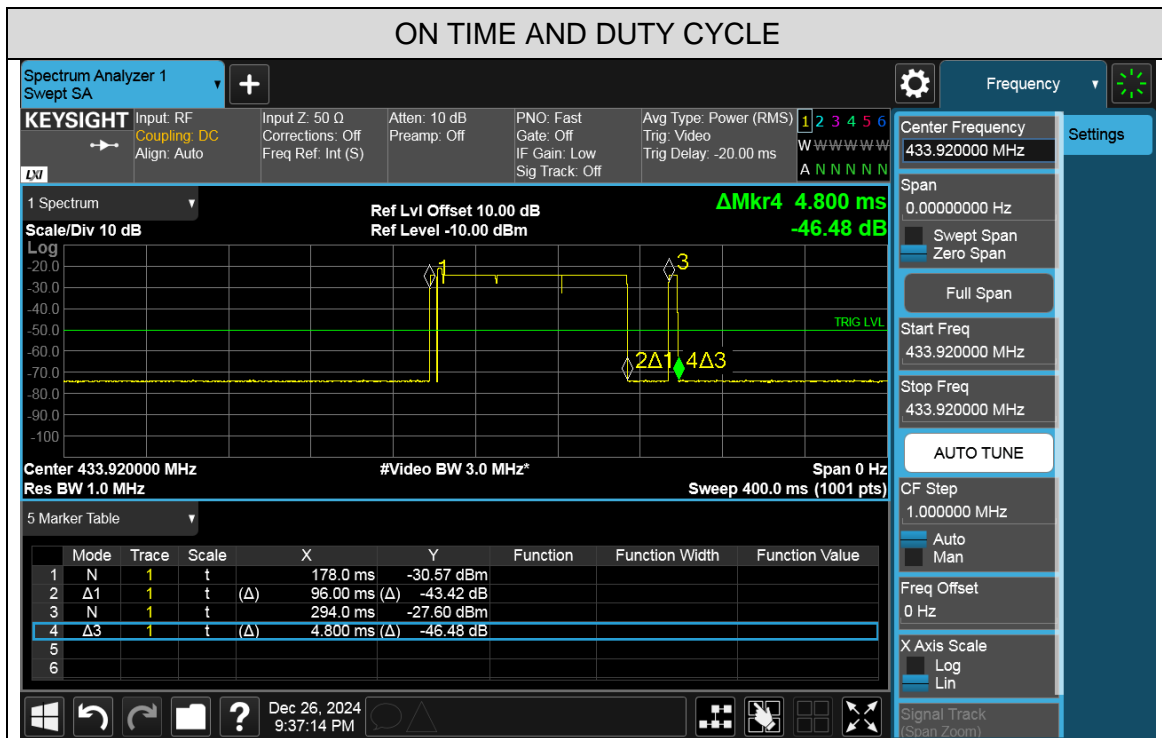 ON TIME AND DUTY CYCLE
Spectrum Analyzer 1
Swept SA
Frequency
KEYSIGHT
LXI
Input: RF
Coupling: DC
Align: Auto
Input Z: 50 Ω
Corrections: Off
Freq Ref: Int (S)
Atten: 10 dB
Preamp: Off
PNO: Fast
Gate: Off
IF Gain: Low
Sig Track: Off
Avg Type: Power (RMS)
Trig: Video
Trig Delay: -20.00 ms
1 2 3 4 5 6
W W W W W W
A N N N N N
Center Frequency
433.920000 MHz
Settings
Span
0.00000000 Hz
Swept Span
Zero Span
Full Span
Start Freq
433.920000 MHz
Stop Freq
433.920000 MHz
AUTO TUNE
CF Step
1.000000 MHz
Auto
Man
Freq Offset
0 Hz
X Axis Scale
Log
Lin
Signal Track
(Span Zoom)
1 Spectrum
Scale/Div 10 dB
Ref Lvl Offset 10.00 dB
Ref Level -10.00 dBm
ΔMkr4 4.800 ms
-46.48 dB
Log
-20.0
-30.0
-40.0
-50.0
-60.0
-70.0
-80.0
-90.0
-100
1
3
TRIG LVL
2Δ1
4Δ3
Center 433.920000 MHz
#Video BW 3.0 MHz*
Span 0 Hz
Res BW 1.0 MHz
Sweep 400.0 ms (1001 pts)
5 Marker Table
Mode Trace Scale X Y Function Function Width Function Value
1 N 1 t 178.0 ms -30.57 dBm
2 Δ1 1 t (Δ) 96.00 ms (Δ) -43.42 dB
3 N 1 t 294.0 ms -27.60 dBm
4 Δ3 1 t (Δ) 4.800 ms (Δ) -46.48 dB
5
6
Dec 26, 2024
9:37:14 PM